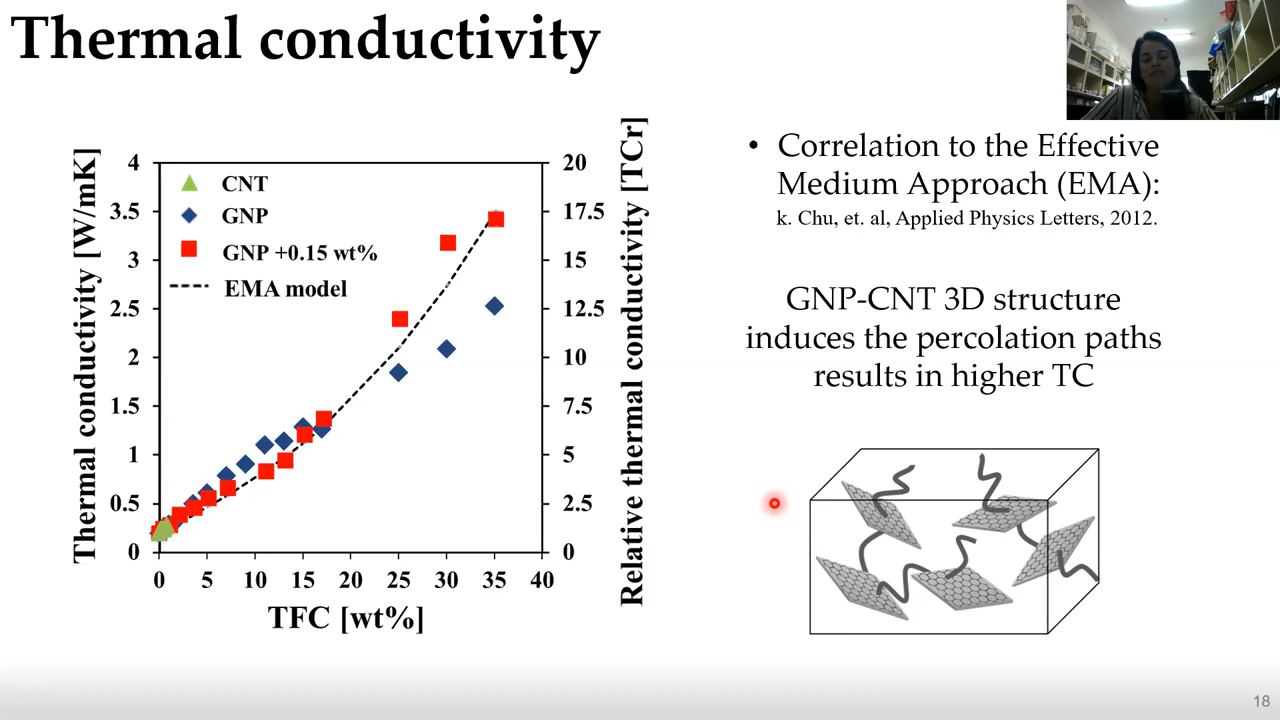 Thermal conductivity
Thermal conductivity [W/mK]
4
3.5
3
2.5
2
1.5
1
0.5
0
CNT
GNP
GNP +0.15 wt%
EMA model
0 5 10 15 20 25 30 35 40
TFC [wt%]
20
17.5
15
12.5
10
7.5
5
2.5
0
Relative thermal conductivity [TCr]
• Correlation to the Effective
Medium Approach (EMA):
k. Chu, et. al, Applied Physics Letters, 2012.
GNP-CNT 3D structure
induces the percolation paths
results in higher TC
18